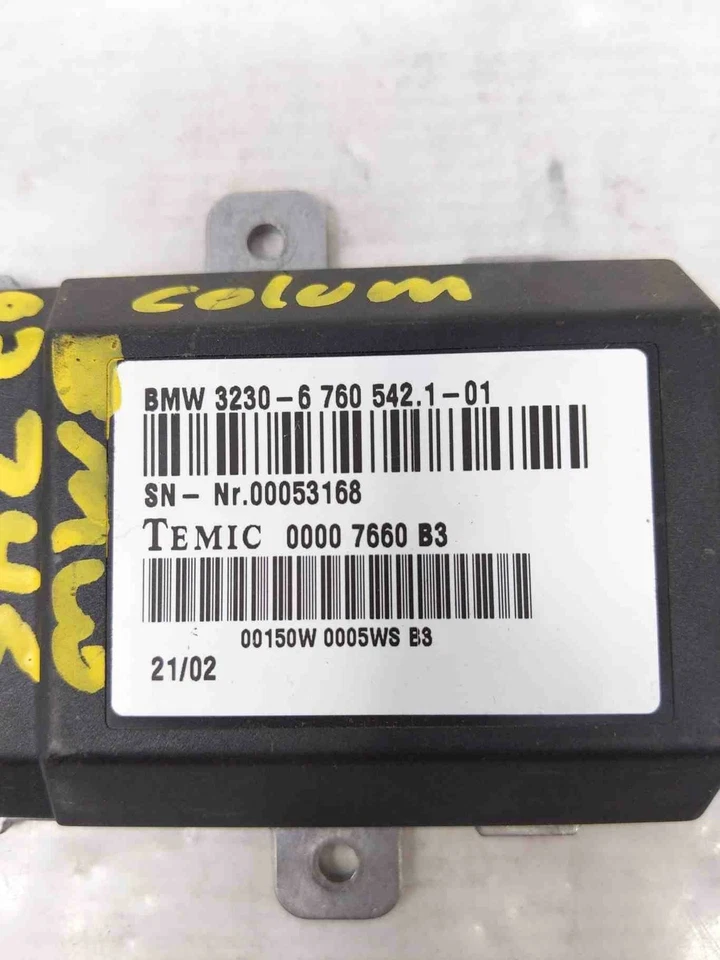 colum
BMW
BMW 3230-6 760 542.1-01
SN- Nr.00053168
TEMIC 0000 7660 B3
00150W 0005WS B3
21/02